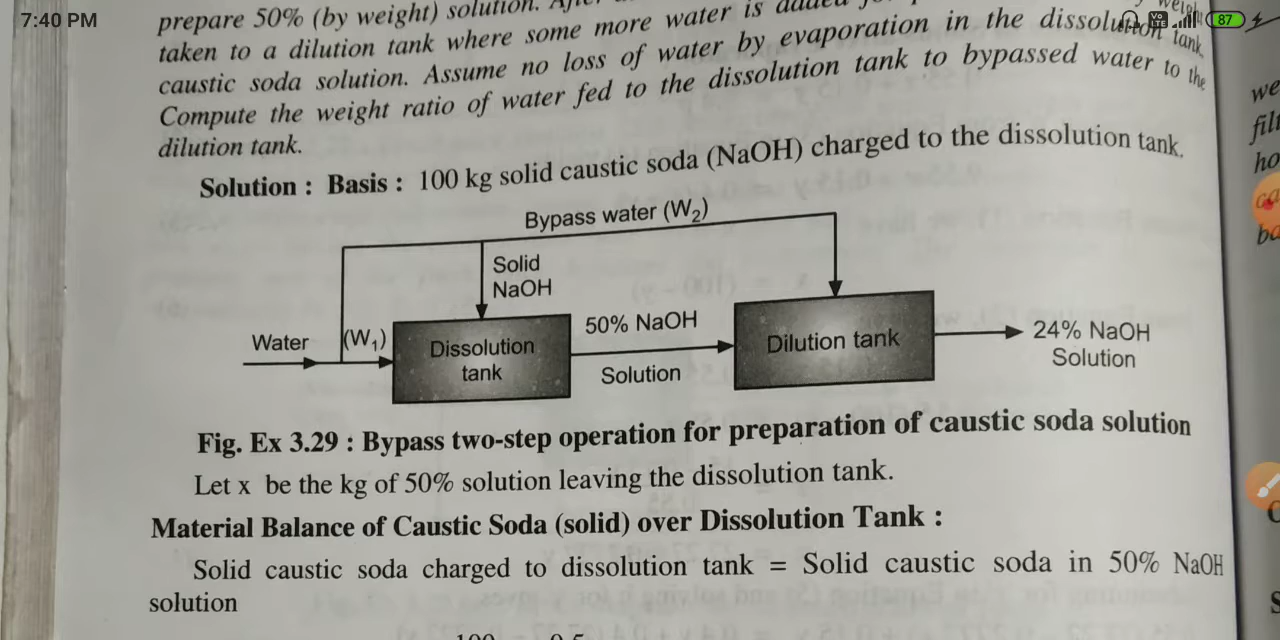 7:40 PM
87
prepare 50% (by weight) solution.
taken to a dilution tank where some more water is added
caustic soda solution. Assume no loss of water by evaporation in the dissolution tank
Compute the weight ratio of water fed to the dissolution tank to bypassed water to the
dilution tank.
Solution : Basis : 100 kg solid caustic soda (NaOH) charged to the dissolution tank.
Bypass water (W₂)
Solid
NaOH
Water
(W₁)
Dissolution
tank
50% NaOH
Solution
Dilution tank
24% NaOH
Solution
Fig. Ex 3.29 : Bypass two-step operation for preparation of caustic soda solution
Let x be the kg of 50% solution leaving the dissolution tank.
Material Balance of Caustic Soda (solid) over Dissolution Tank :
Solid caustic soda charged to dissolution tank = Solid caustic soda in 50% NaOH
solution
we
ho